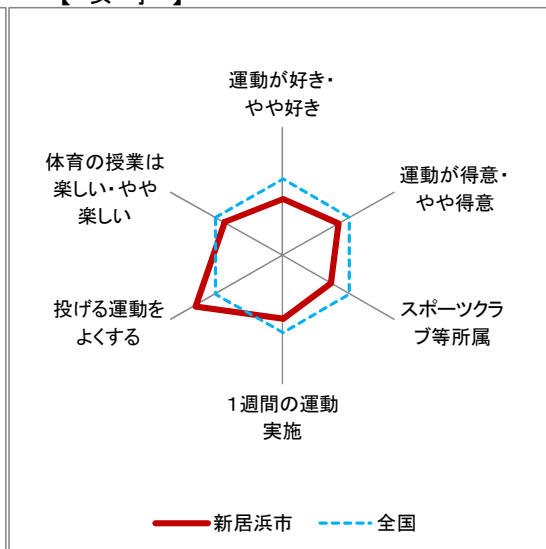 運動が好き・
やや好き
運動が得意・
やや得意
スポーツクラ
ブ等所属
１週間の運動
実施
投げる運動を
よくする
体育の授業は
楽しい・やや
楽しい
新居浜市
全国